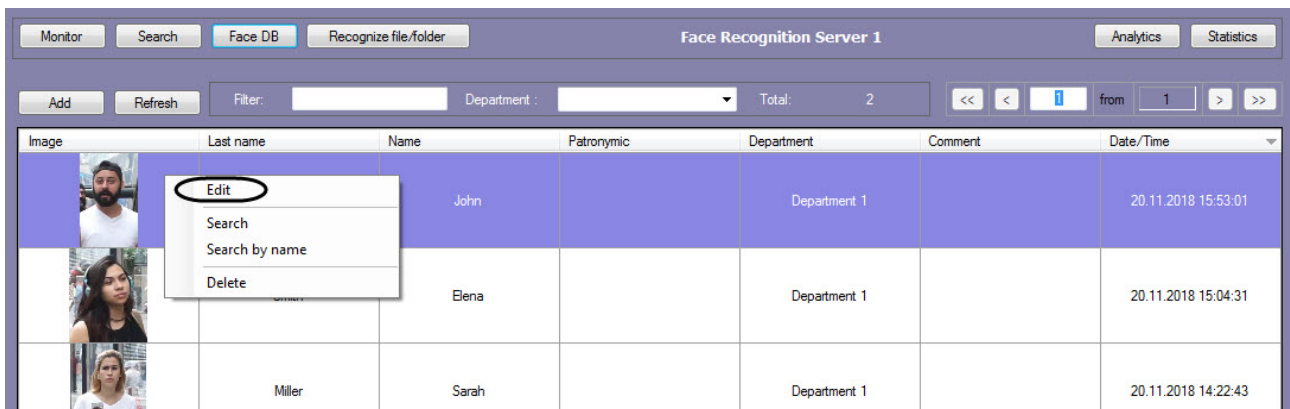 Monitor Search Face DB Recognize file/folder Face Recognition Server 1 Analytics Statistics
Add Refresh Filter: Department : Total: 2 << < 1 from 1 > >>
Image Last name Name Patronymic Department Comment Date/Time
Edit
John Department 1 20.11.2018 15:53:01
Search
Search by name
Delete
Elena Department 1 20.11.2018 15:04:31
Miller Sarah Department 1 20.11.2018 14:22:43